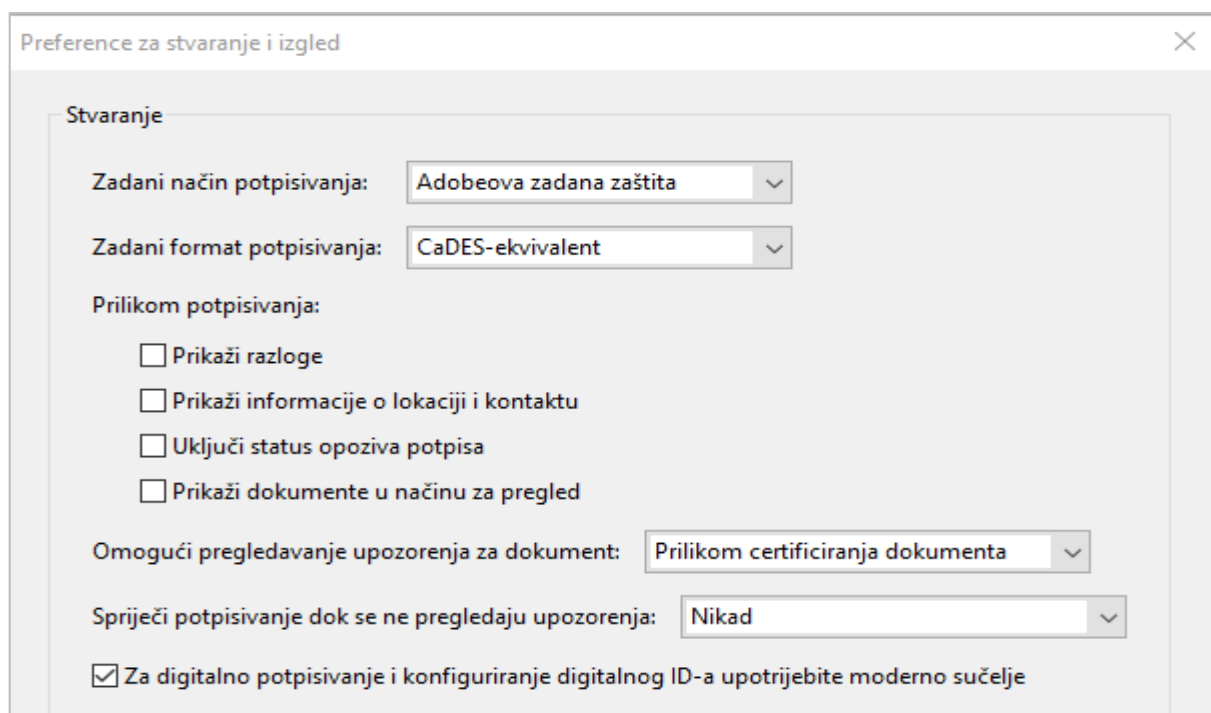 Preference za stvaranje i izgled
Stvaranje
Zadani način potpisivanja: Adobeova zadana zaštita
Zadani format potpisivanja: CaDES-ekvivalent
Prilikom potpisivanja:
Prikaži razloge
Prikaži informacije o lokaciji i kontaktu
Uključi status opoziva potpisa
Prikaži dokumente u načinu za pregled
Omogući pregledavanje upozorenja za dokument: Prilikom certificiranja dokumenta
Spriječi potpisivanje dok se ne pregledaju upozorenja: Nikad
Za digitalno potpisivanje i konfiguriranje digitalnog ID-a upotrijebite moderno sučelje